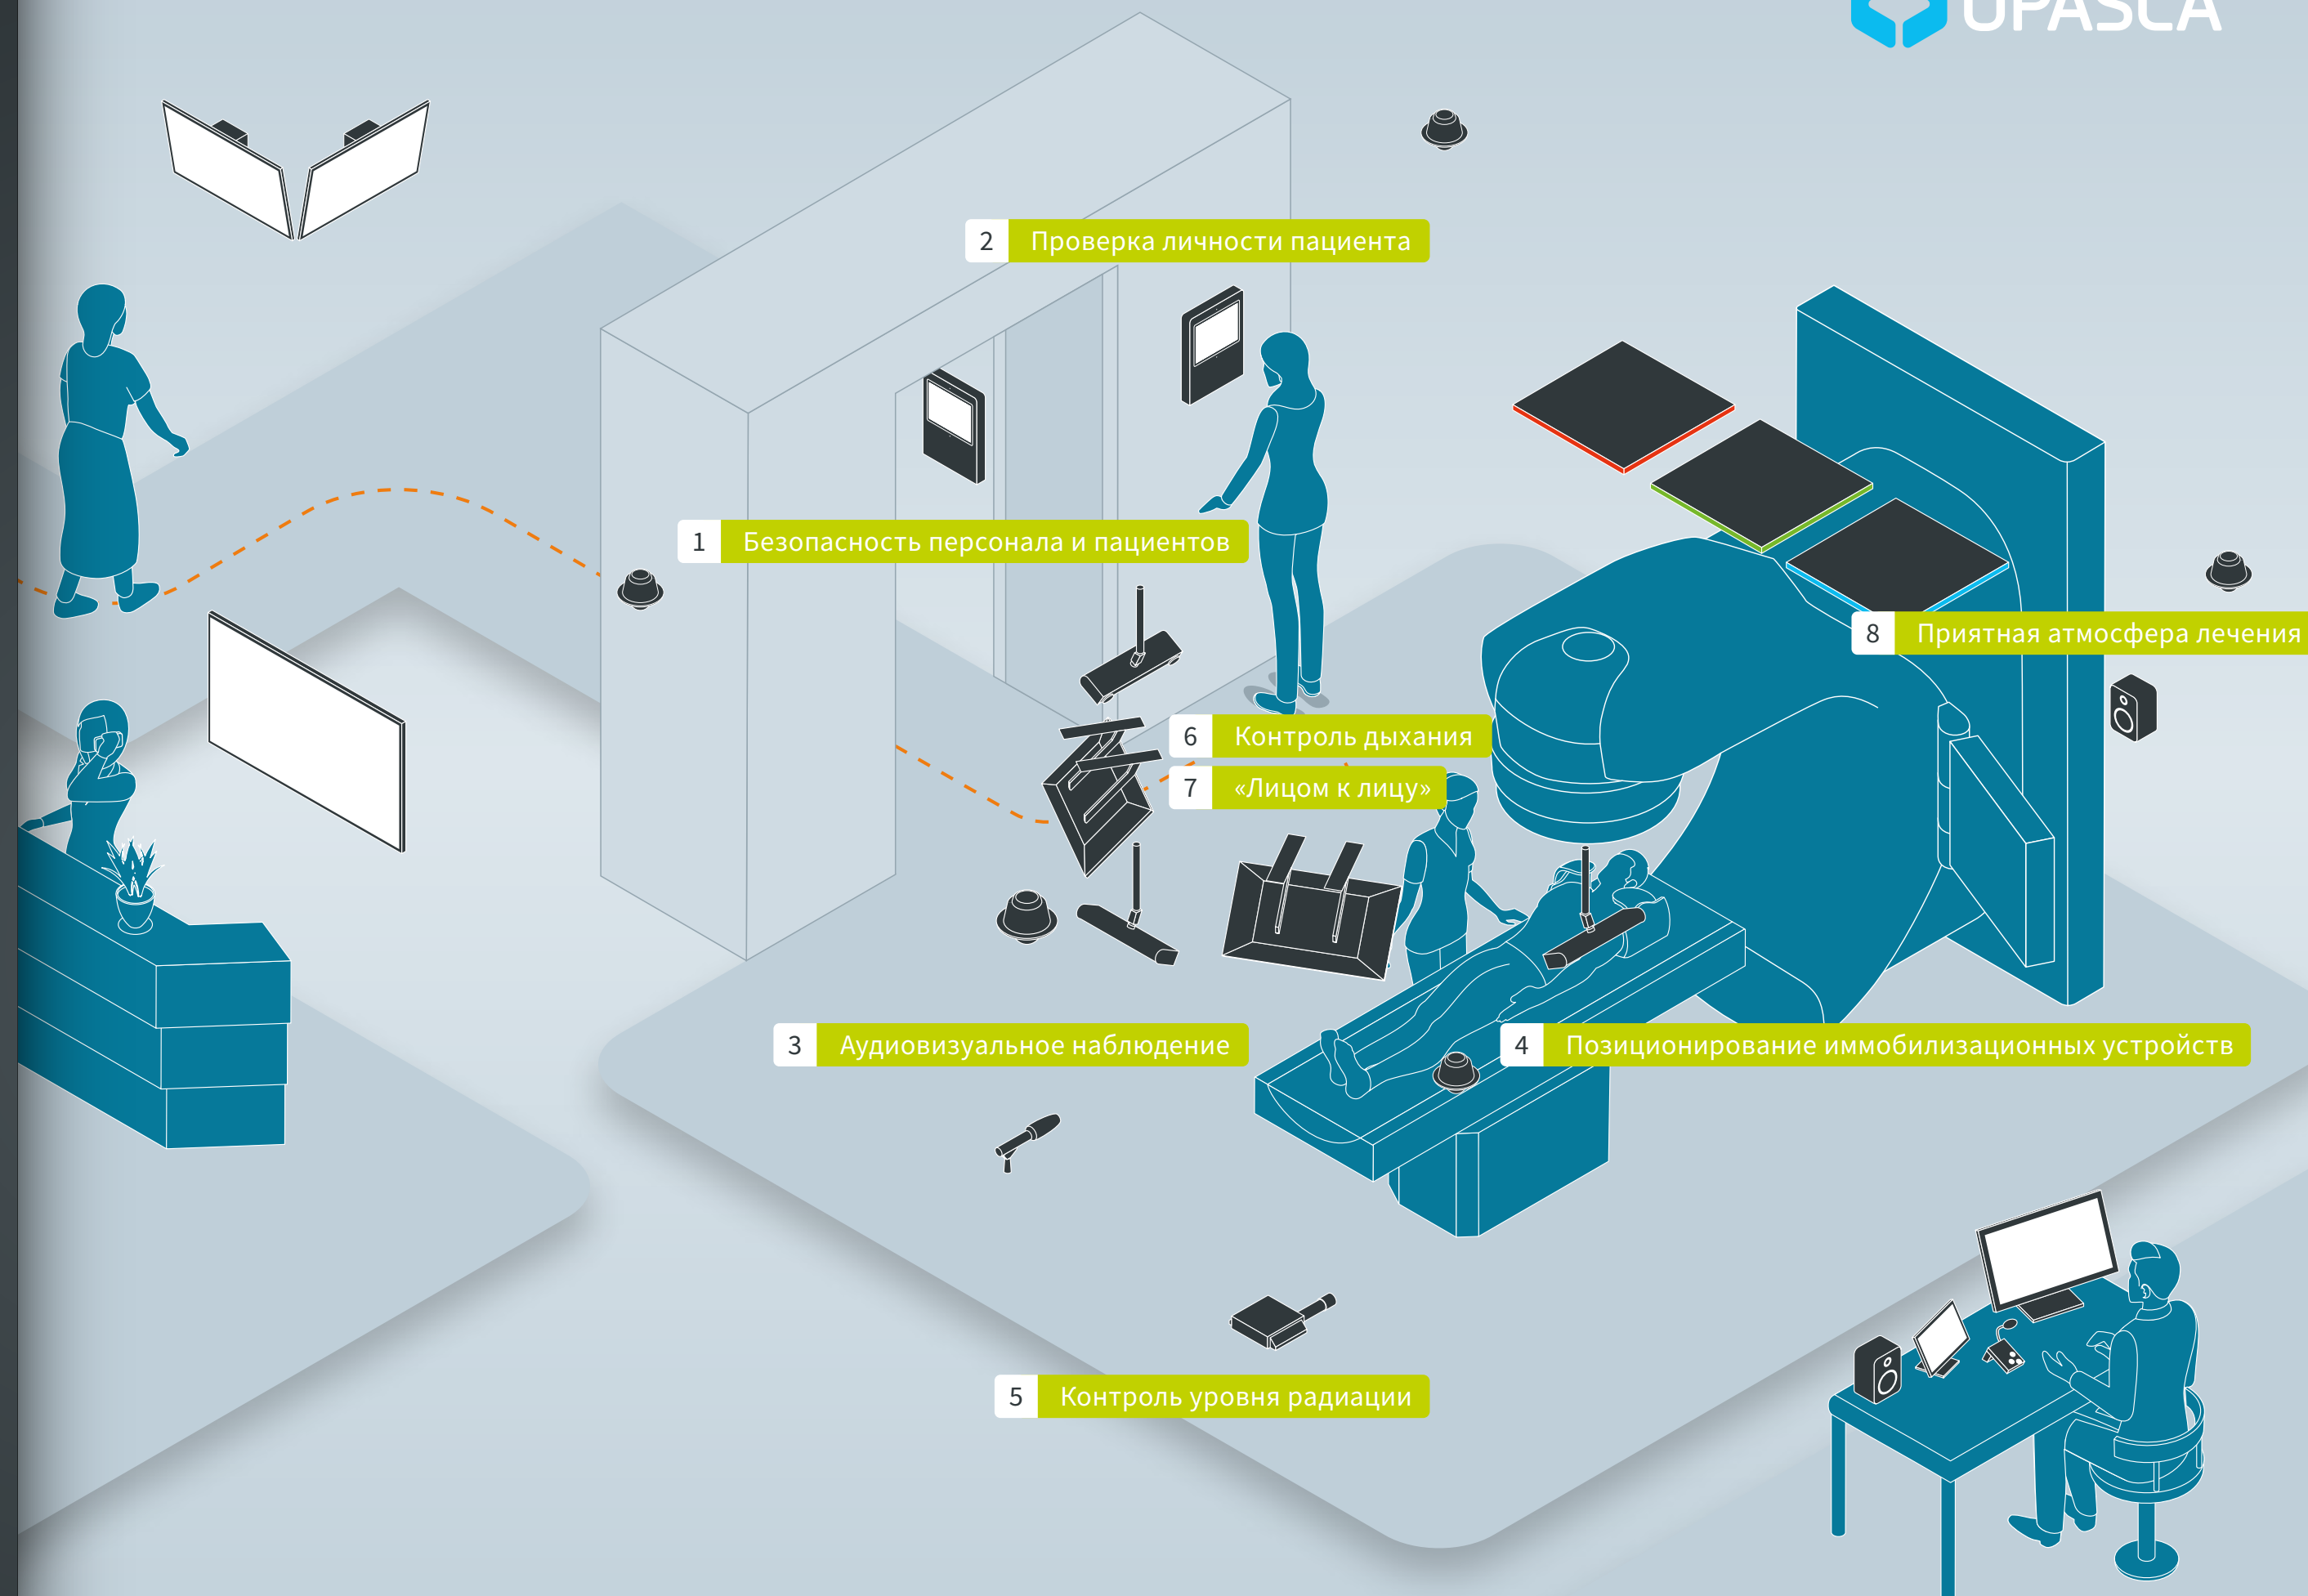 UPASCA
2 Проверка личности пациента
1 Безопасность персонала и пациентов
8 Приятная атмосфера лечения
6 Контроль дыхания
7 «Лицом к лицу»
3 Аудиовизуальное наблюдение
4 Позиционирование иммобилизационных устройств
5 Контроль уровня радиации